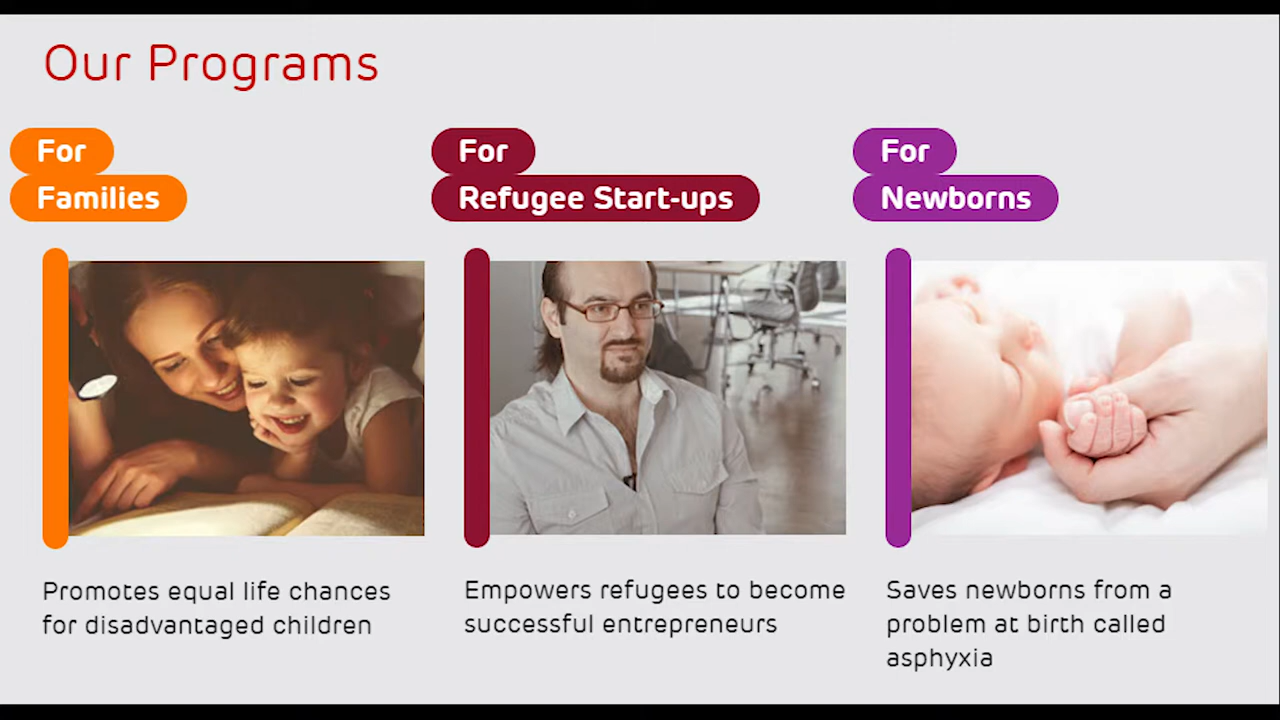 Our Programs
For
Families
For
Refugee Start-ups
For
Newborns
Promotes equal life chances
for disadvantaged children
Empowers refugees to become
successful entrepreneurs
Saves newborns from a
problem at birth called
asphyxia